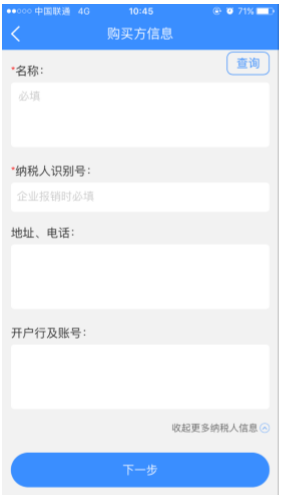 中国联通 4G 10:45 71%
购买方信息
查询
*名称：
必填
*纳税人识别号：
企业报销时必填
地址、电话：
开户行及账号：
收起更多纳税人信息
下一步